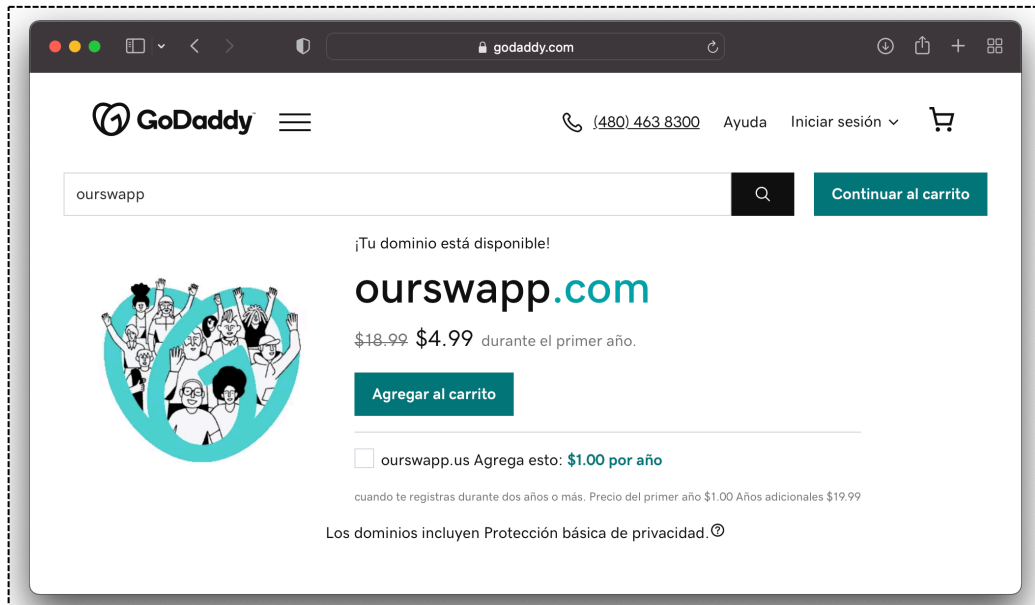 godaddy.com
GoDaddy
(480) 463 8300 Ayuda Iniciar sesión
ourswapp
Continuar al carrito
¡Tu dominio está disponible!
ourswapp.com
$18.99 $4.99 durante el primer año.
Agregar al carrito
ourswapp.us Agrega esto: $1.00 por año
cuando te registras durante dos años o más. Precio del primer año $1.00 Años adicionales $19.99
Los dominios incluyen Protección básica de privacidad.